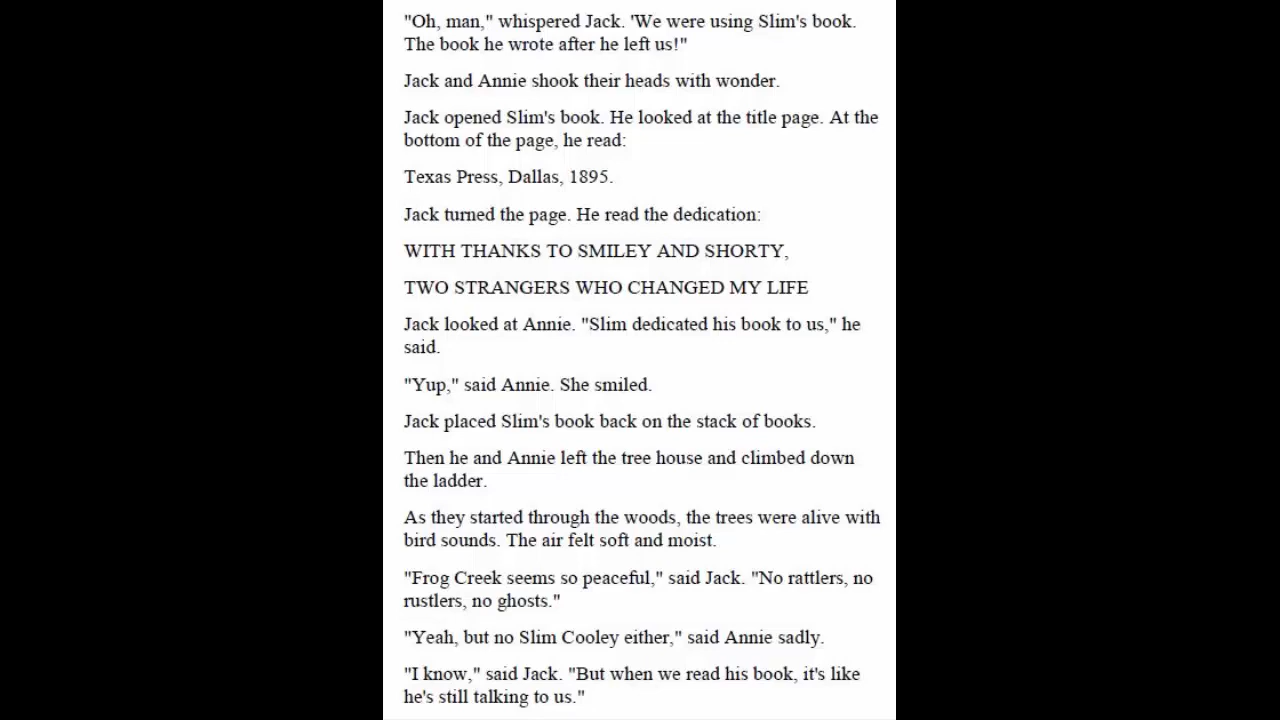 "Oh, man," whispered Jack. 'We were using Slim's book.
The book he wrote after he left us!"
Jack and Annie shook their heads with wonder.
Jack opened Slim's book. He looked at the title page. At the
bottom of the page, he read:
Texas Press, Dallas, 1895.
Jack turned the page. He read the dedication:
WITH THANKS TO SMILEY AND SHORTY,
TWO STRANGERS WHO CHANGED MY LIFE
Jack looked at Annie. "Slim dedicated his book to us," he
said.
"Yup," said Annie. She smiled.
Jack placed Slim's book back on the stack of books.
Then he and Annie left the tree house and climbed down
the ladder.
As they started through the woods, the trees were alive with
bird sounds. The air felt soft and moist.
"Frog Creek seems so peaceful," said Jack. "No rattlers, no
rustlers, no ghosts."
"Yeah, but no Slim Cooley either," said Annie sadly.
"I know," said Jack. "But when we read his book, it's like
he's still talking to us."